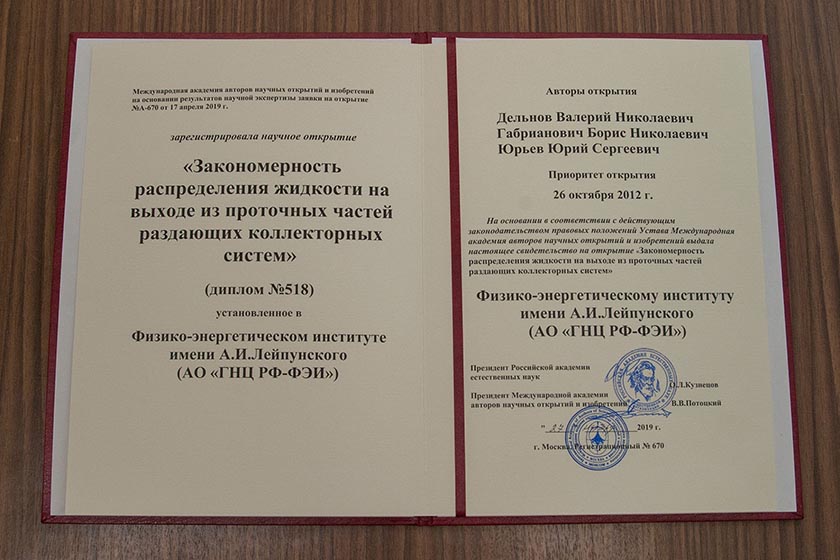 Международная академия авторов научных открытий и изобретений
на основании результатов научной экспертизы заявки на открытие
№А-670 от 17 апреля 2019 г.
зарегистрировала научное открытие
«Закономерность
распределения жидкости на
выходе из проточных частей
раздающих коллекторных
систем»
(диплом №518)
установленное в
Физико-энергетическом институте
имени А.И.Лейпунского
(АО «ГНЦ РФ-ФЭИ»)
Авторы открытия
Дельнов Валерий Николаевич
Габрианович Борис Николаевич
Юрьев Юрий Сергеевич
Приоритет открытия
26 октября 2012 г.
На основании в соответствии с действующим
законодательством правовых положений Устава Международная
академия авторов научных открытий и изобретений выдала
настоящее свидетельство на открытие «Закономерность
распределения жидкости на выходе из проточных частей
раздающих коллекторных систем»
Физико-энергетическому институту
имени А.И.Лейпунского
(АО «ГНЦ РФ-ФЭИ»)
Президент Российской академии
естественных наук
О.Л.Кузнецов
Президент Международной академии
авторов научных открытий и изобретений
В.В.Потоцкий
2019 г.
г. Москва, Регистрационный № 670